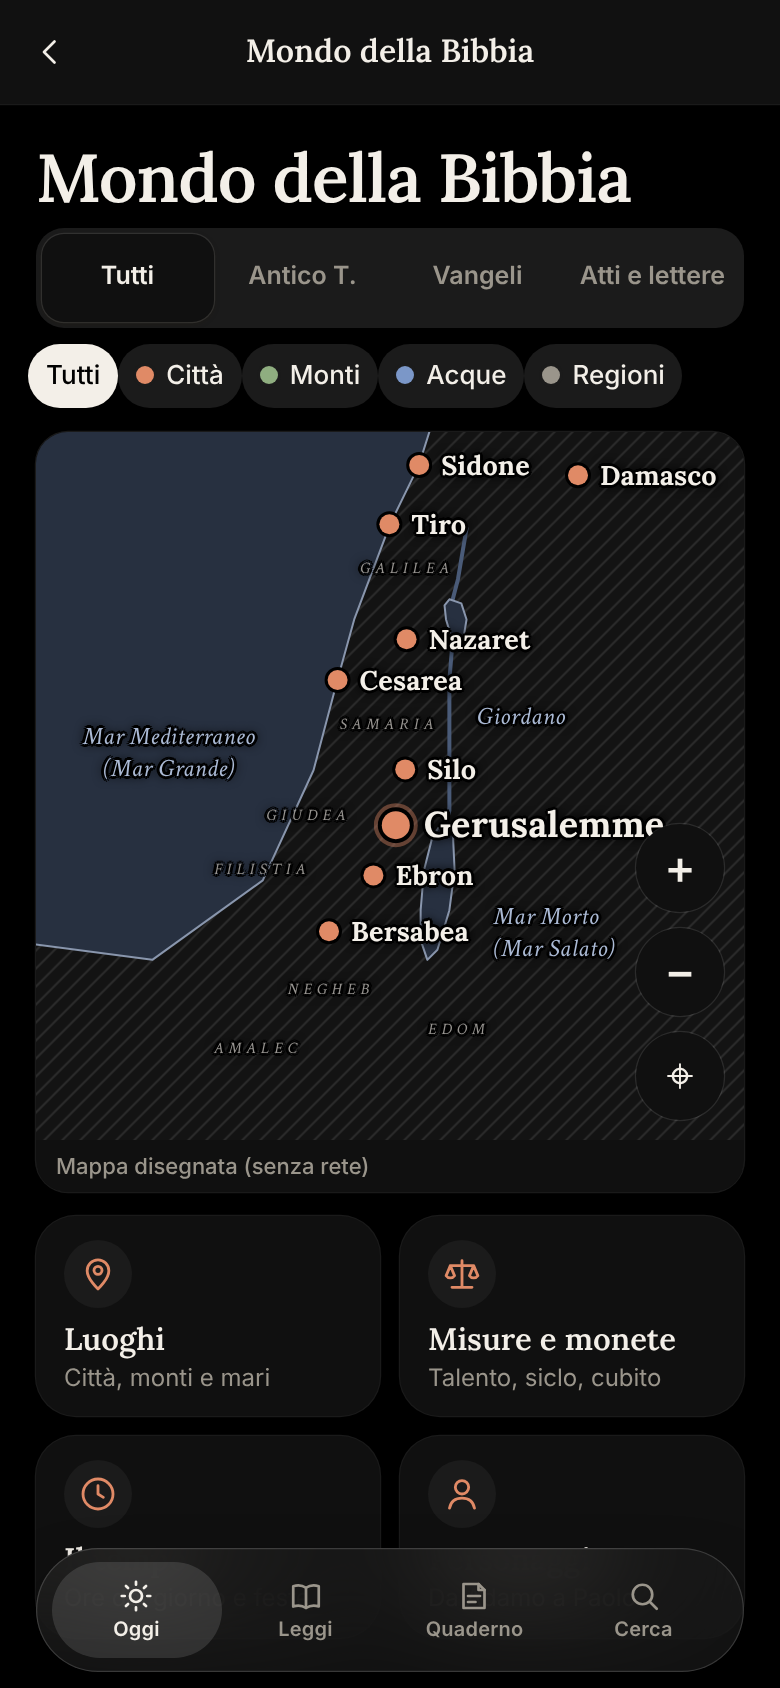 Mondo della Bibbia
Mondo della Bibbia
Tutti
Antico T.
Vangeli
Atti e lettere
Tutti
Città
Monti
Acque
Regioni
Sidone
Damasco
Tiro
GALILEA
Nazaret
Cesarea
SAMARIA
Giordano
Mar Mediterraneo
(Mar Grande)
Silo
GIUDEA
Gerusalemme
FILISTIA
Ebron
Bersabea
Mar Morto
(Mar Salato)
NEGHEB
EDOM
AMALEC
Mappa disegnata (senza rete)
Luoghi
Città, monti e mari
Misure e monete
Talento, siclo, cubito
Oggi
Leggi
Quaderno
Cerca